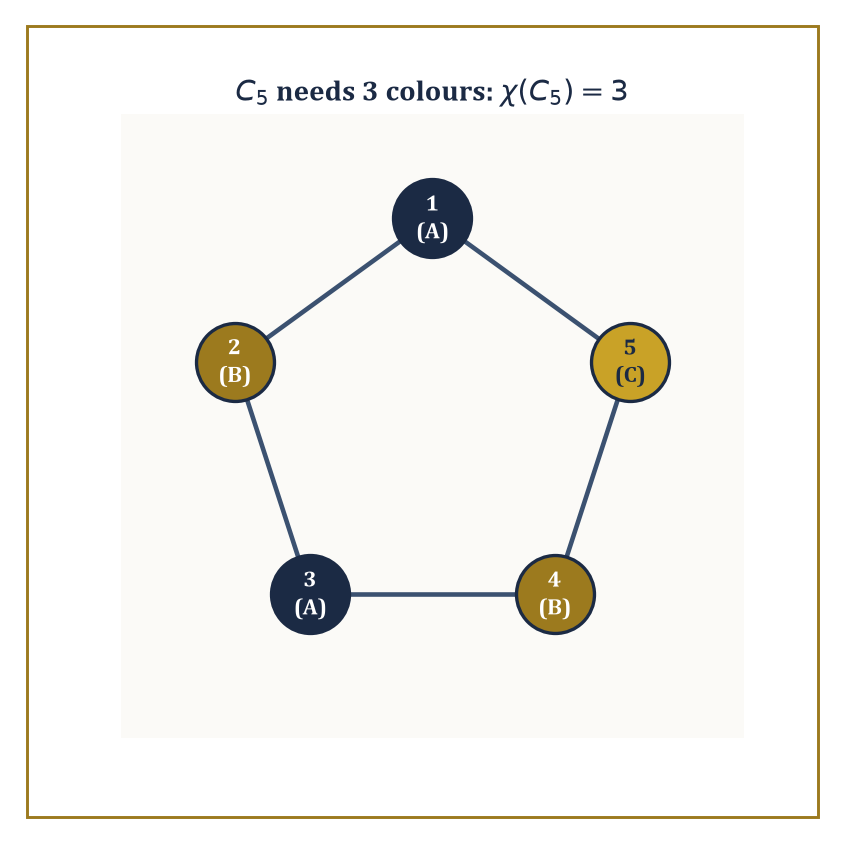 C₅ needs 3 colours: χ(C₅) = 3
1
(A)
2
(B)
5
(C)
3
(A)
4
(B)